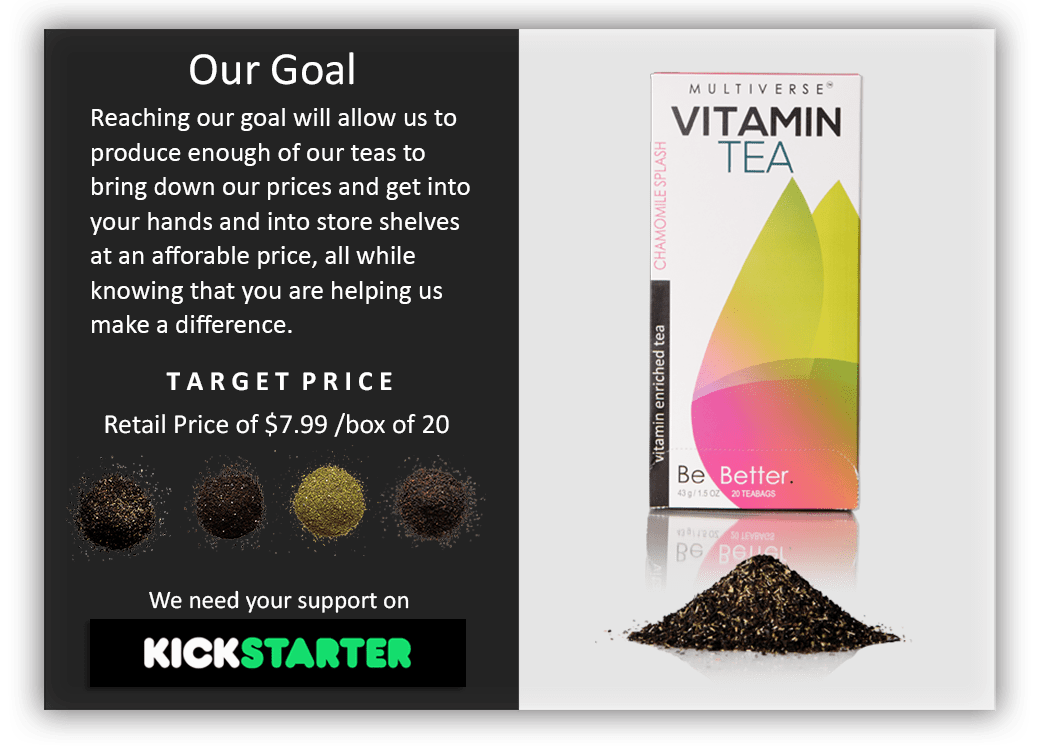 Our Goal
Reaching our goal will allow us to
produce enough of our teas to
bring down our prices and get into
your hands and into store shelves
at an afforable price, all while
knowing that you are helping us
make a difference.
TARGET PRICE
Retail Price of $7.99 /box of 20
We need your support on
KICKSTARTER
MULTIVERSE™
VITAMIN
TEA
CHAMOMILE SPLASH
vitamin enriched tea
Be Better.
43 g / 1.5 OZ 20 TEABAGS